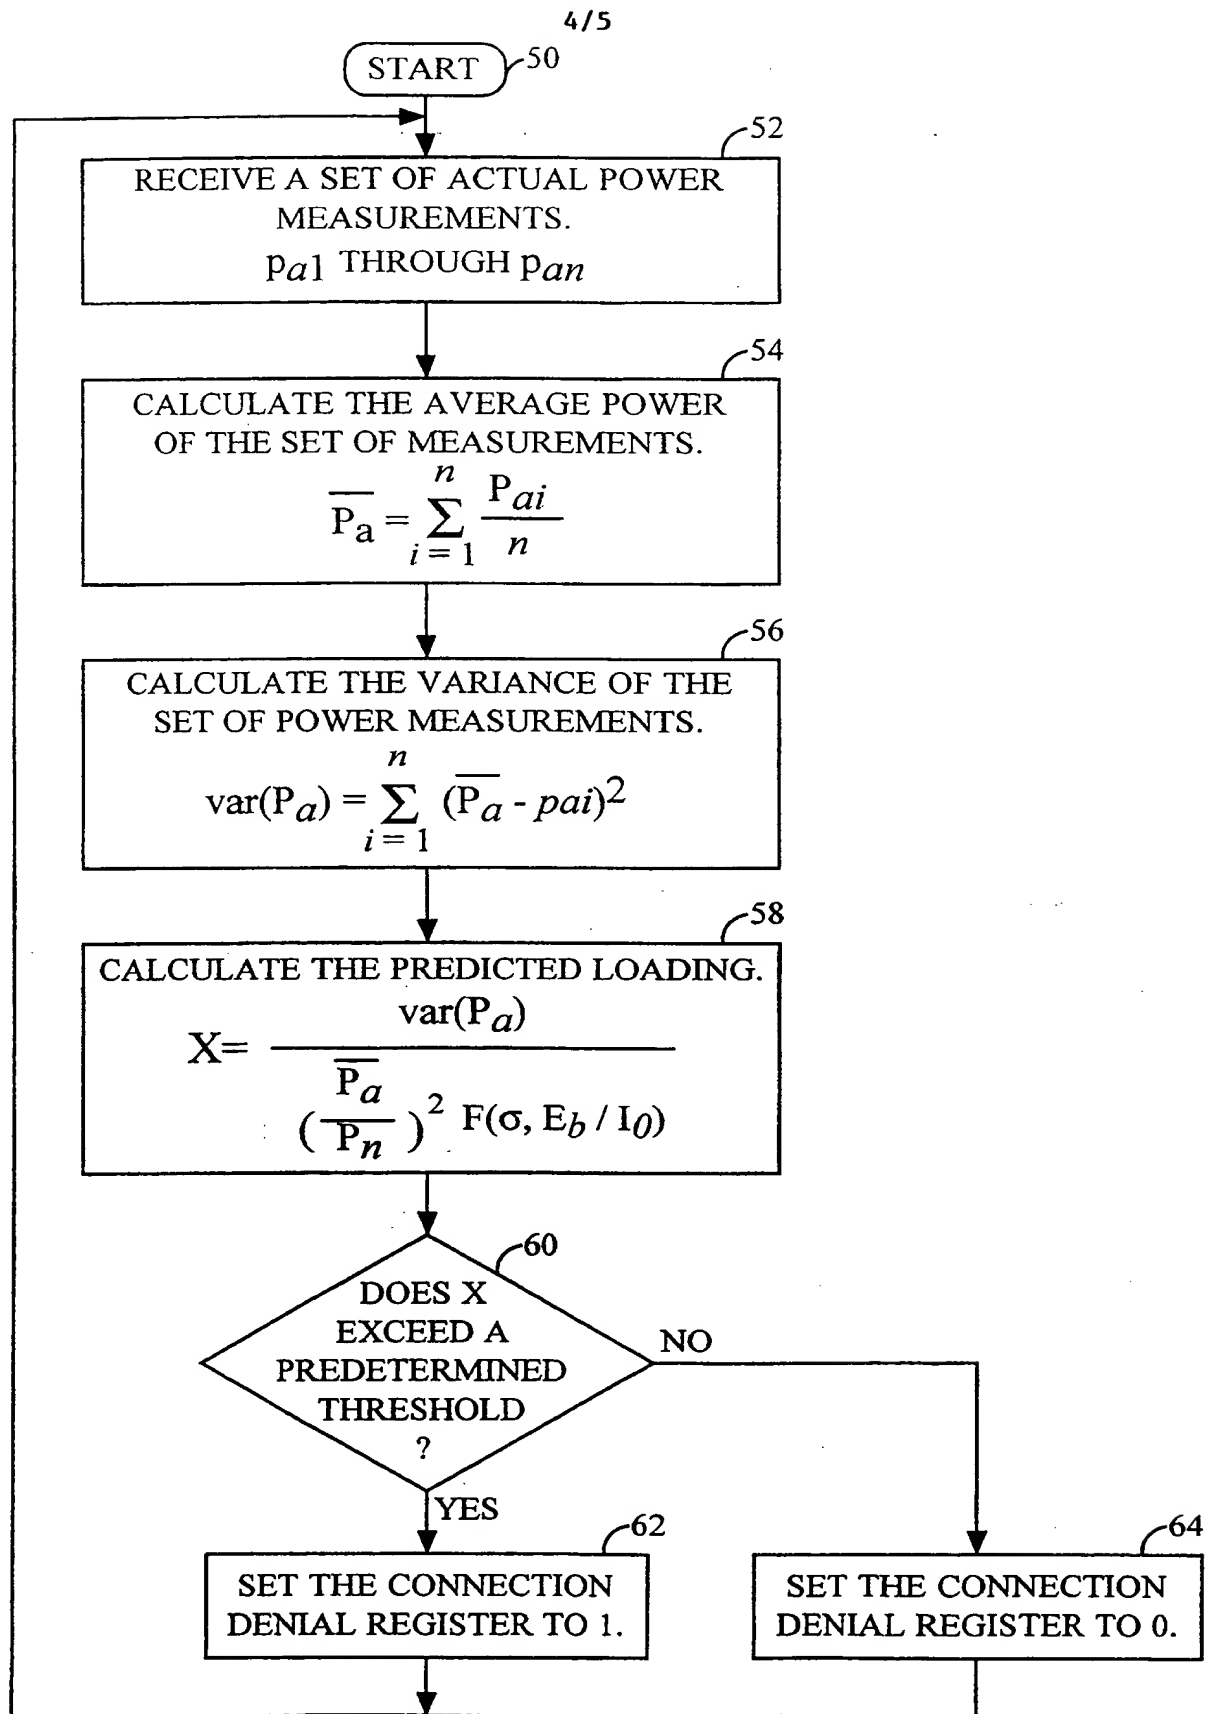 4/5
START
50
52
RECEIVE A SET OF ACTUAL POWER
MEASUREMENTS.
pa1 THROUGH pan
54
CALCULATE THE AVERAGE POWER
OF THE SET OF MEASUREMENTS.
n
Pai
Pa = Σ
i = 1
n
56
CALCULATE THE VARIANCE OF THE
SET OF POWER MEASUREMENTS.
n
var(Pa) = Σ (Pa - pai)2
i = 1
58
CALCULATE THE PREDICTED LOADING.
var(Pa)
X=
Pa
( )2 F(σ, Eb / I0)
Pn
60
DOES X
EXCEED A
PREDETERMINED
THRESHOLD
?
NO
YES
62
SET THE CONNECTION
DENIAL REGISTER TO 1.
64
SET THE CONNECTION
DENIAL REGISTER TO 0.